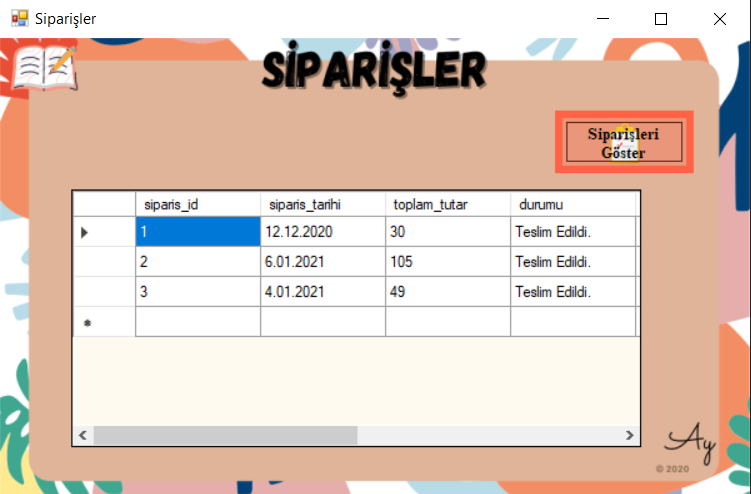 Siparişler
SİPARİŞLER
Siparişleri
Göster
siparis_id siparis_tarihi toplam_tutar durumu
1 12.12.2020 30 Teslim Edildi.
2 6.01.2021 105 Teslim Edildi.
3 4.01.2021 49 Teslim Edildi.
Ay
© 2020